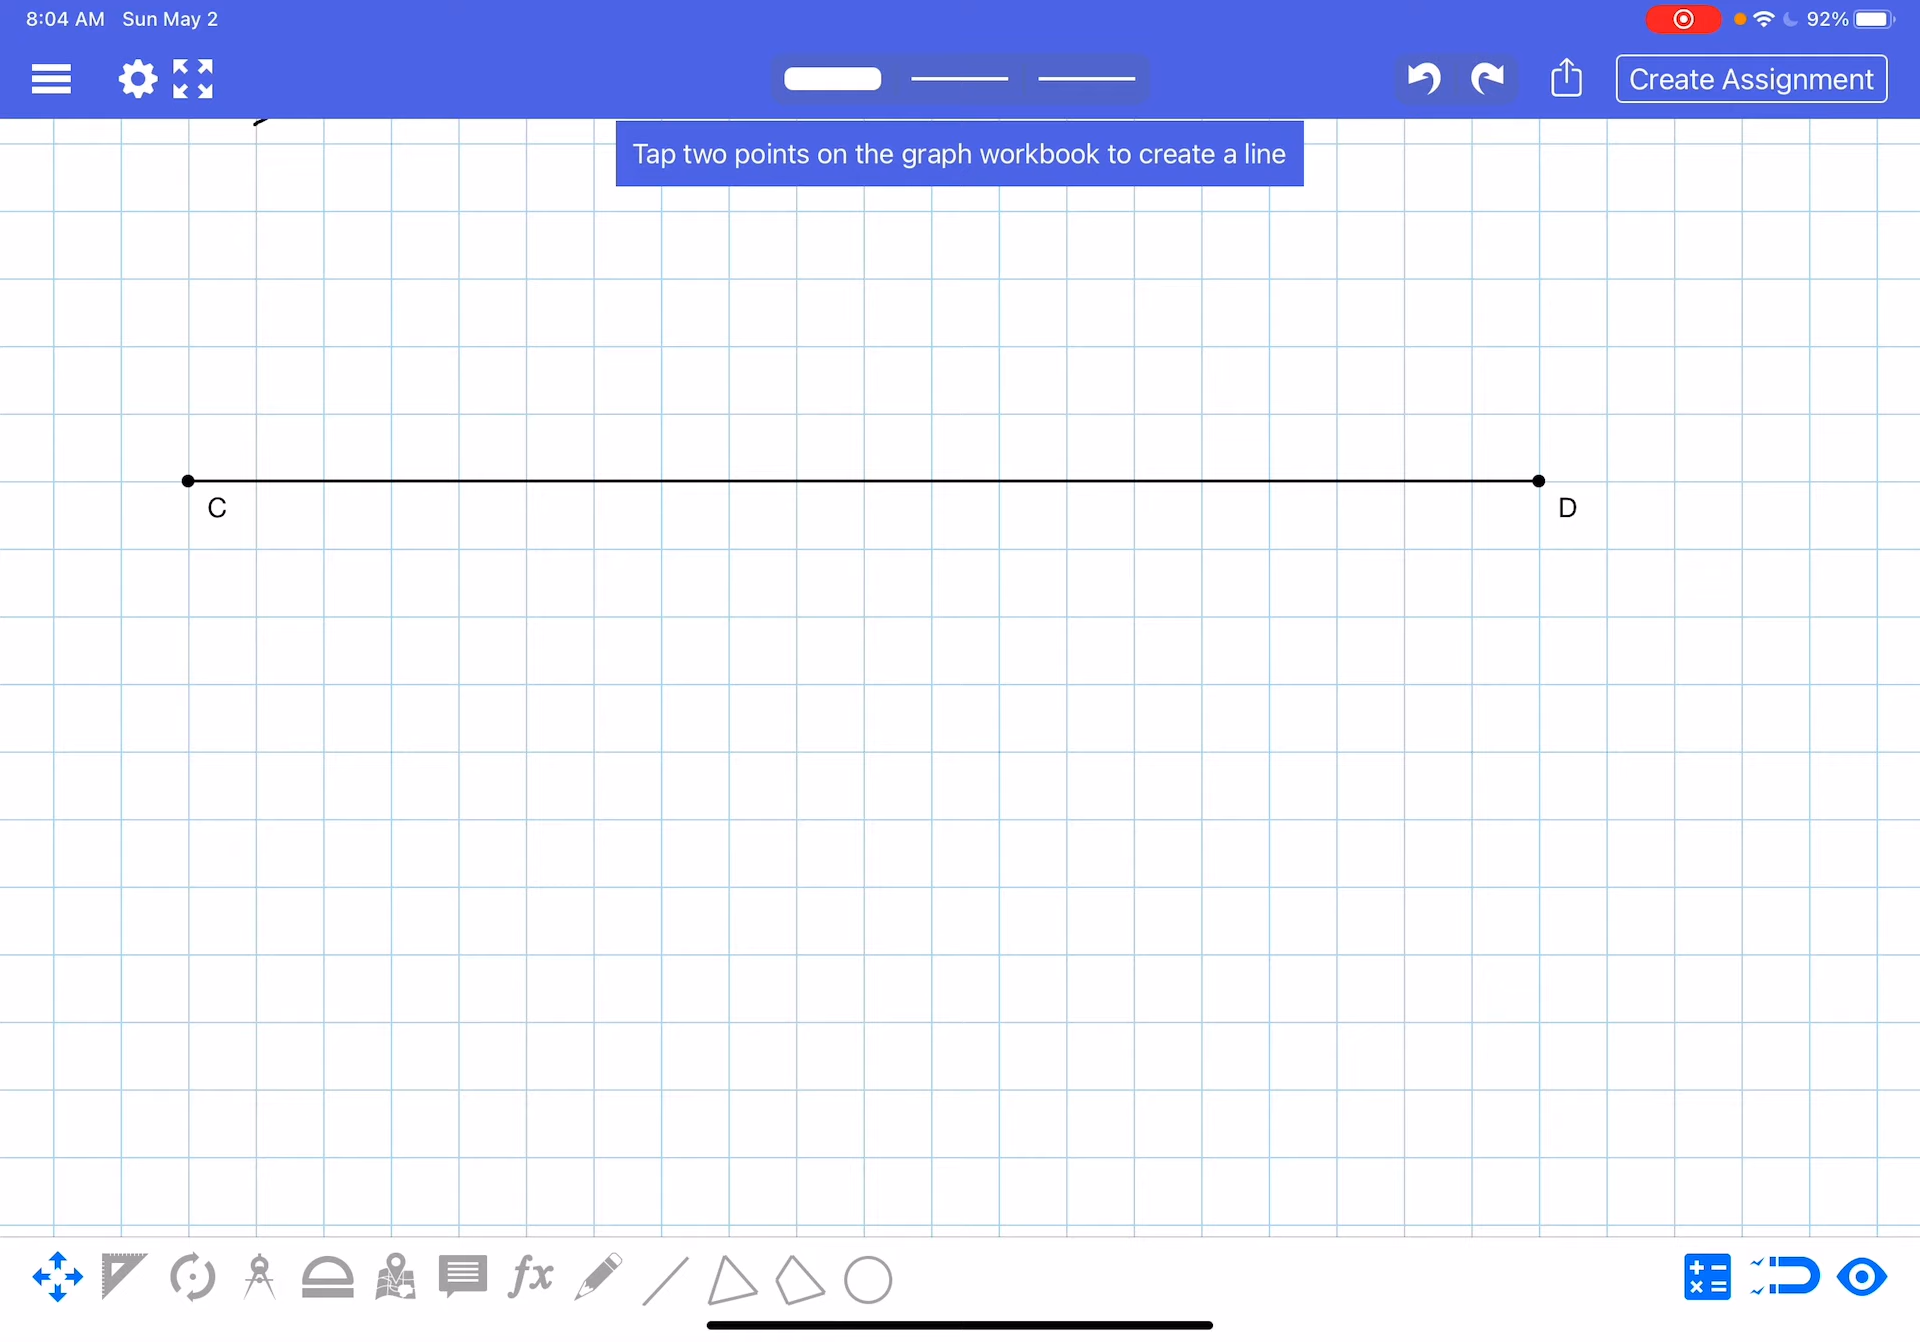 8:04 AM Sun May 2
92%
Create Assignment
Tap two points on the graph workbook to create a line
C
D
fx